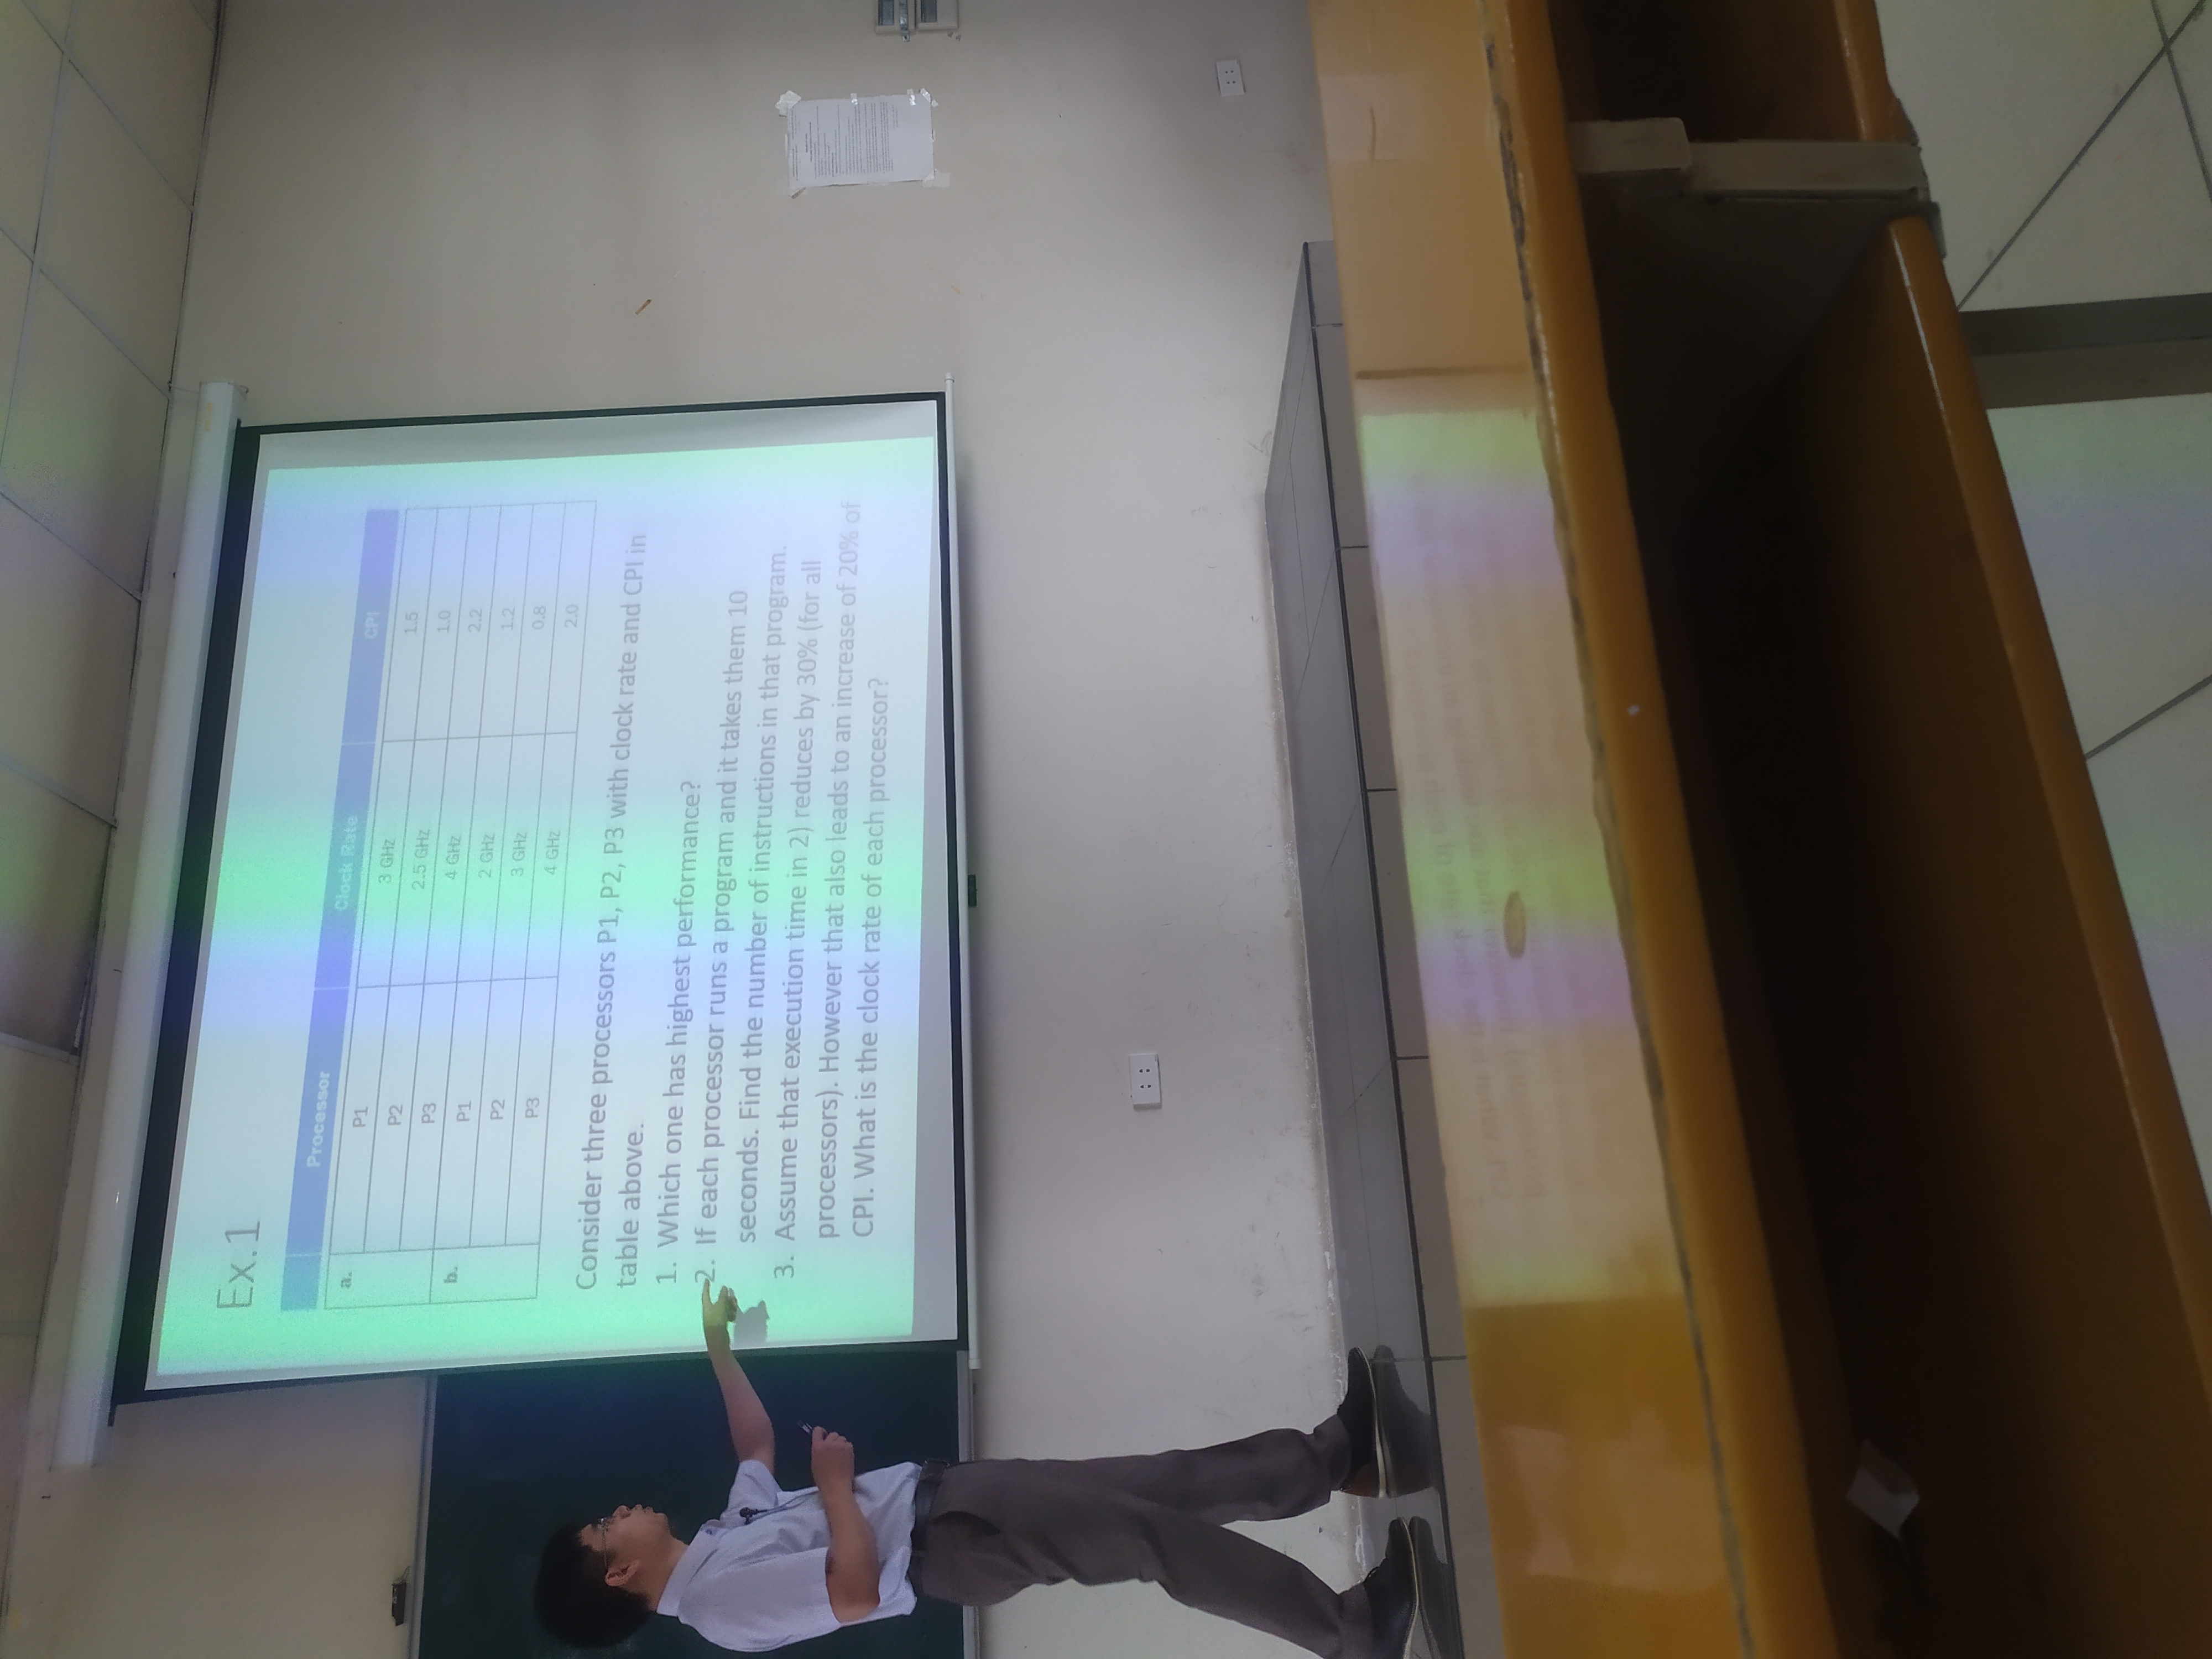 Ex.1
Processor Clock Rate CPI
a. P1 3 GHz 1.5
P2 2.5 GHz 1.0
P3 4 GHz 2.2
b. P1 2 GHz 1.2
P2 3 GHz 0.8
P3 4 GHz 2.0
Consider three processors P1, P2, P3 with clock rate and CPI in
table above.
1. Which one has highest performance?
2. If each processor runs a program and it takes them 10
seconds. Find the number of instructions in that program.
3. Assume that execution time in 2) reduces by 30% (for all
processors). However that also leads to an increase of 20% of
CPI. What is the clock rate of each processor?